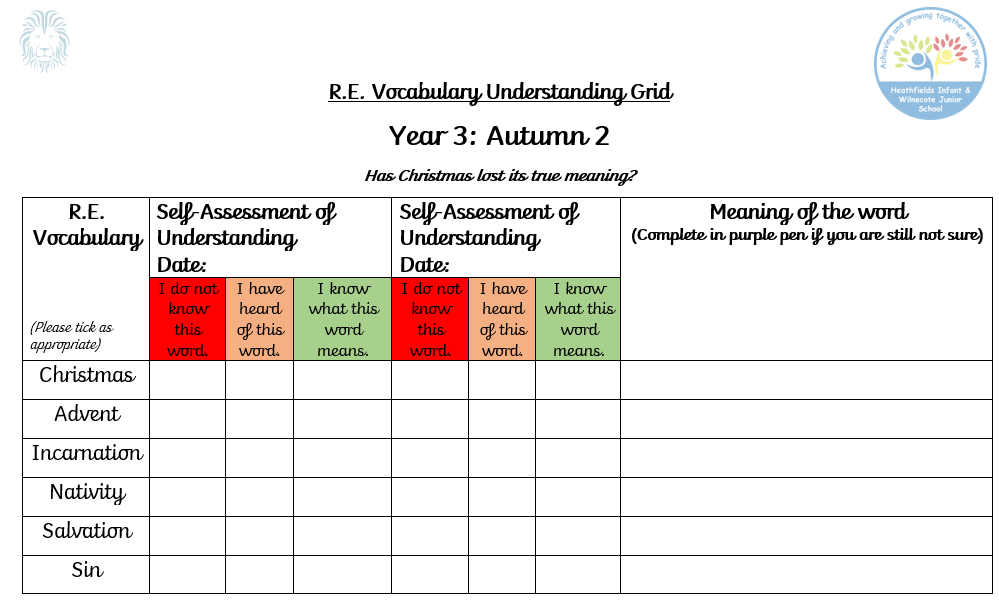 Achieving and growing together with pride
Heathfields Infant &
Wilnecote Junior
School
R.E. Vocabulary Understanding Grid
Year 3: Autumn 2
Has Christmas lost its true meaning?
R.E.
Vocabulary
(Please tick as
appropriate)
Self-Assessment of
Understanding
Date:
Self-Assessment of
Understanding
Date:
Meaning of the word
(Complete in purple pen if you are still not sure)
I do not
know
this
word.
I have
heard
of this
word.
I know
what this
word
means.
I do not
know
this
word.
I have
heard
of this
word.
I know
what this
word
means.
Christmas
Advent
Incarnation
Nativity
Salvation
Sin